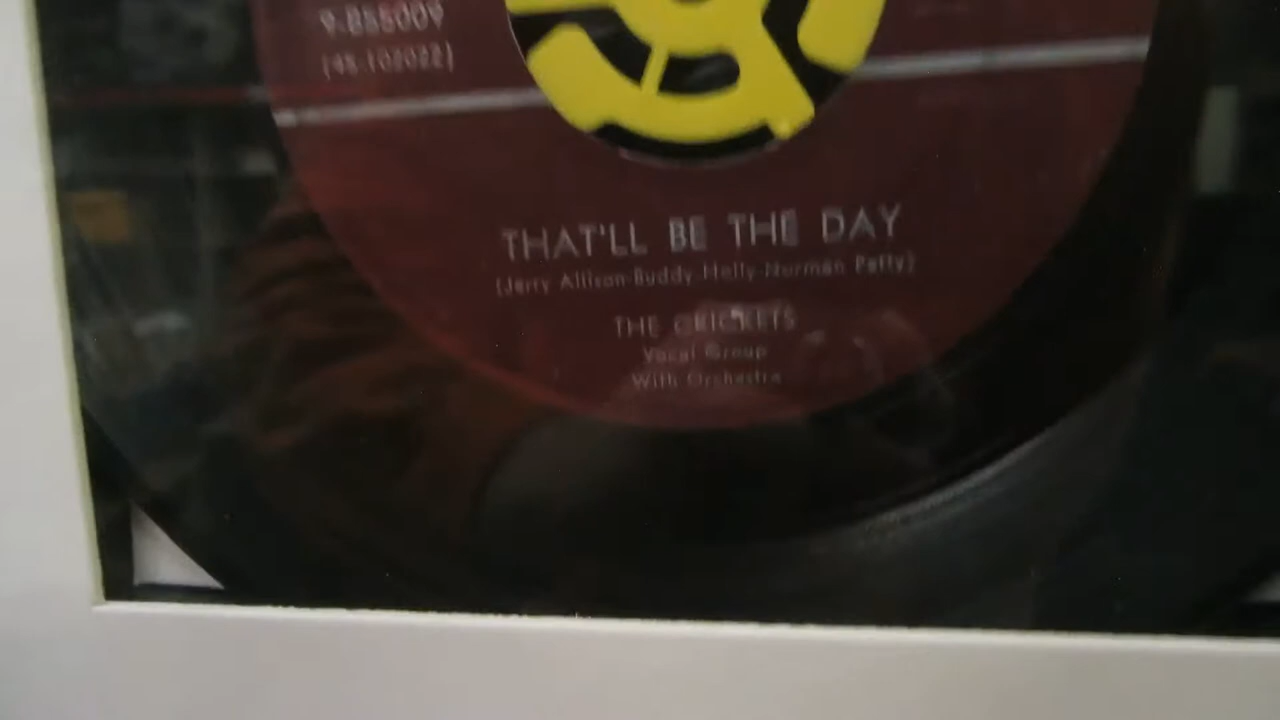 9-855009
(45-102022)
THAT'LL BE THE DAY
(Jerry Allison-Buddy Holly-Norman Petty)
THE CRICKETS
Vocal Group
With Orchestra